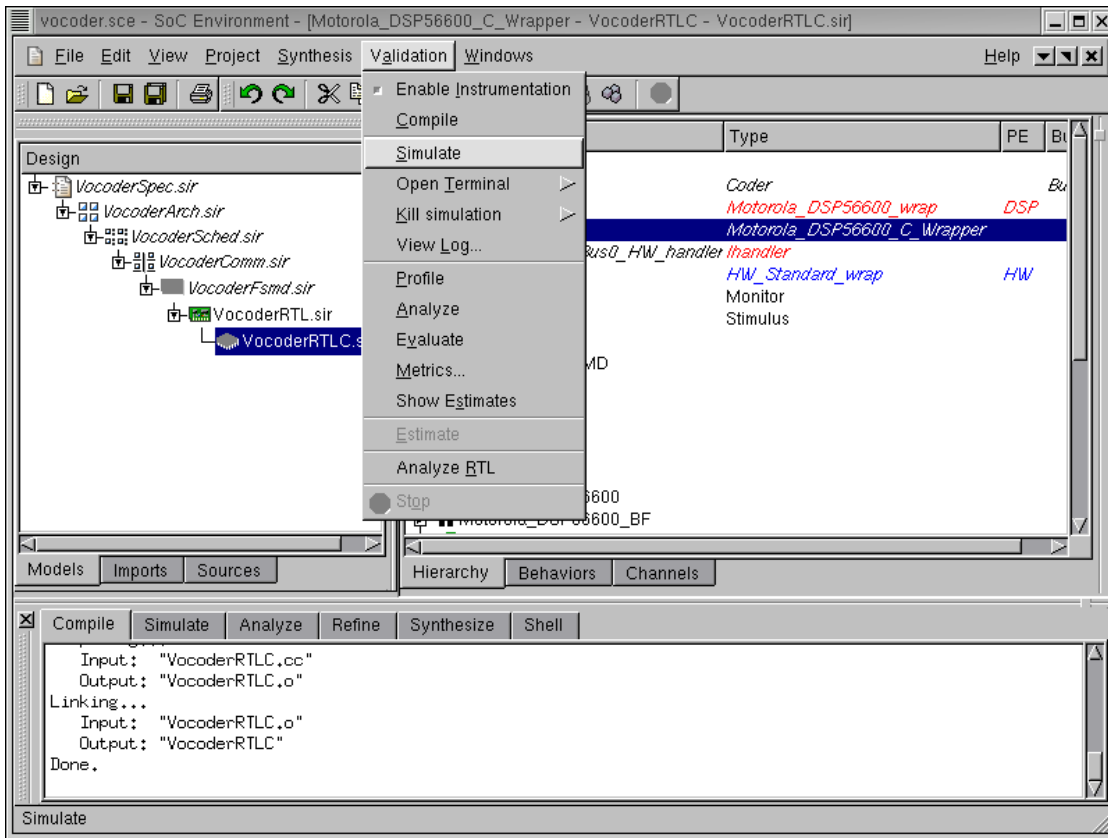 vocoder.sce - SoC Environment - [Motorola_DSP56600_C_Wrapper - VocoderRTLC - VocoderRTLC.sir]
File Edit View Project Synthesis Validation Windows Help
Enable Instrumentation
Compile
Simulate
Open Terminal
Kill simulation
View Log...
Profile
Analyze
Evaluate
Metrics...
Show Estimates
Estimate
Analyze RTL
Stop
Design
VocoderSpec.sir
VocoderArch.sir
VocoderSched.sir
VocoderComm.sir
VocoderFsmd.sir
VocoderRTL.sir
VocoderRTLC.s
Type PE Bu
Coder Bu
Motorola_DSP56600_wrap DSP
Motorola_DSP56600_C_Wrapper
Bus0_HW_handler Ihandler
HW_Standard_wrap HW
Monitor
Stimulus
MD
6600
Motorola_DSP56600_BF
Models Imports Sources
Hierarchy Behaviors Channels
Compile Simulate Analyze Refine Synthesize Shell
Input: "VocoderRTLC.cc"
Output: "VocoderRTLC.o"
Linking...
Input: "VocoderRTLC.o"
Output: "VocoderRTLC"
Done.
Simulate